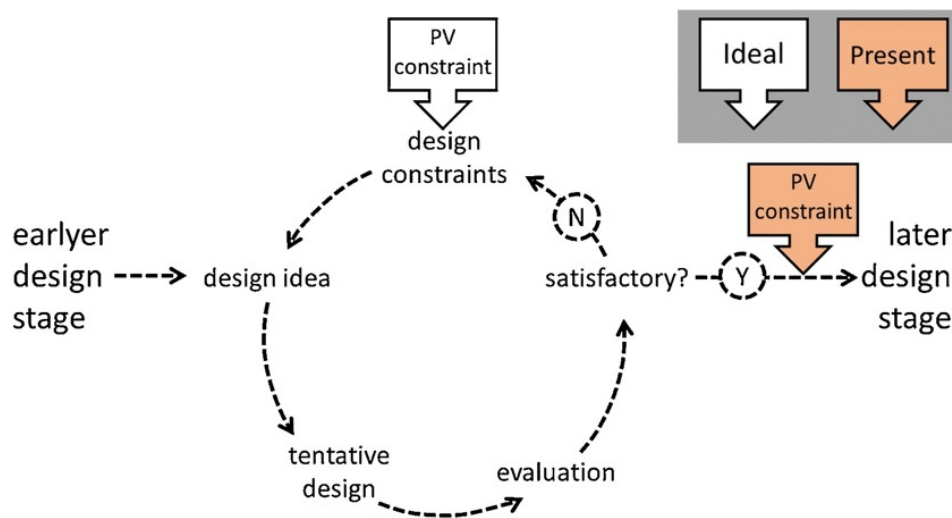 PV
constraint
Ideal
Present
design
constraints
PV
constraint
N
earlyer
design
stage
design idea
satisfactory?
Y
later
design
stage
tentative
design
evaluation